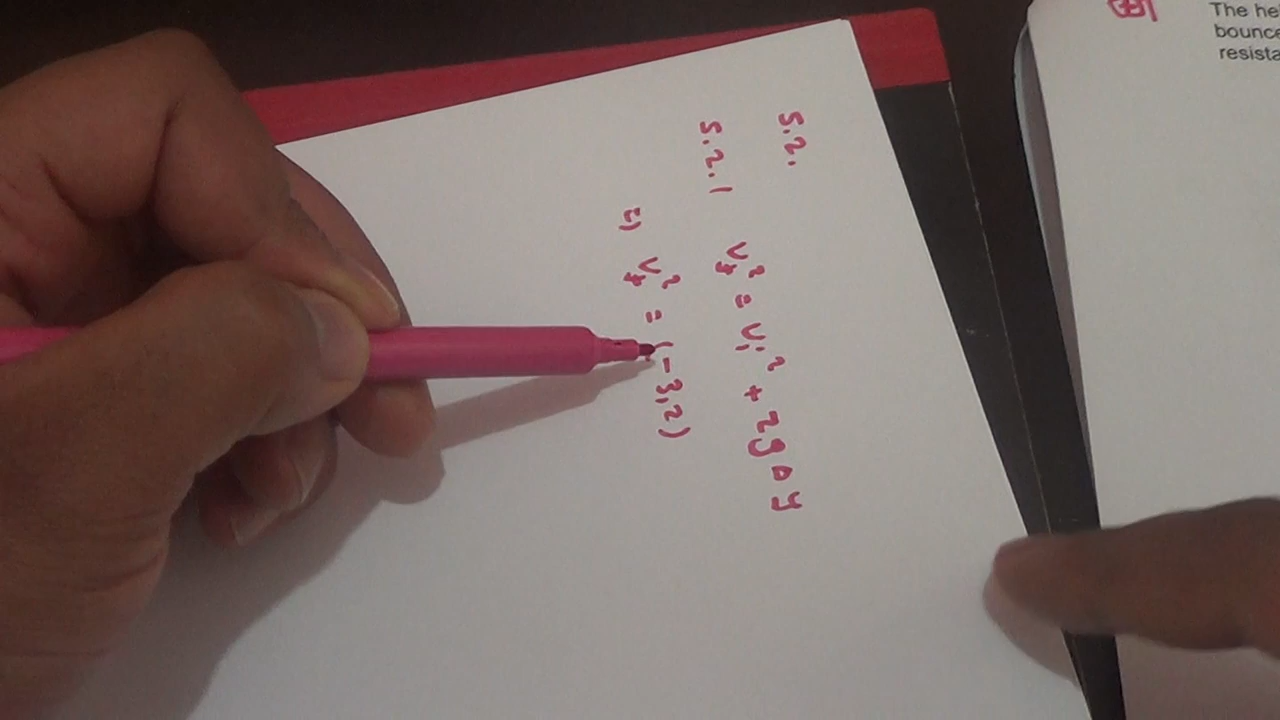 5.2.
5.2.1 Vf² = Vi² + 2gΔy
c) Vf² = (-3,2)
The he
bounce
resista